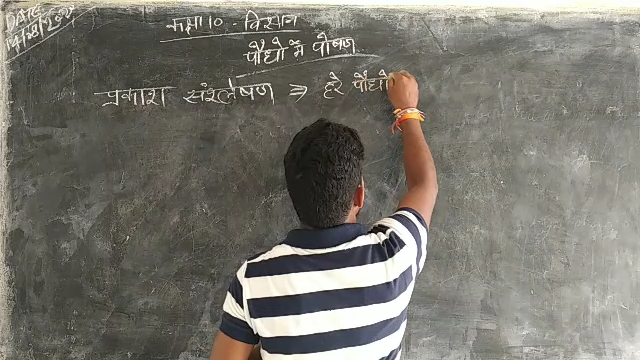 DATE
कक्षा 10 - विज्ञान
पौधो में पोषण
प्रकाश संश्लेषण ⇒ हरे पौधो